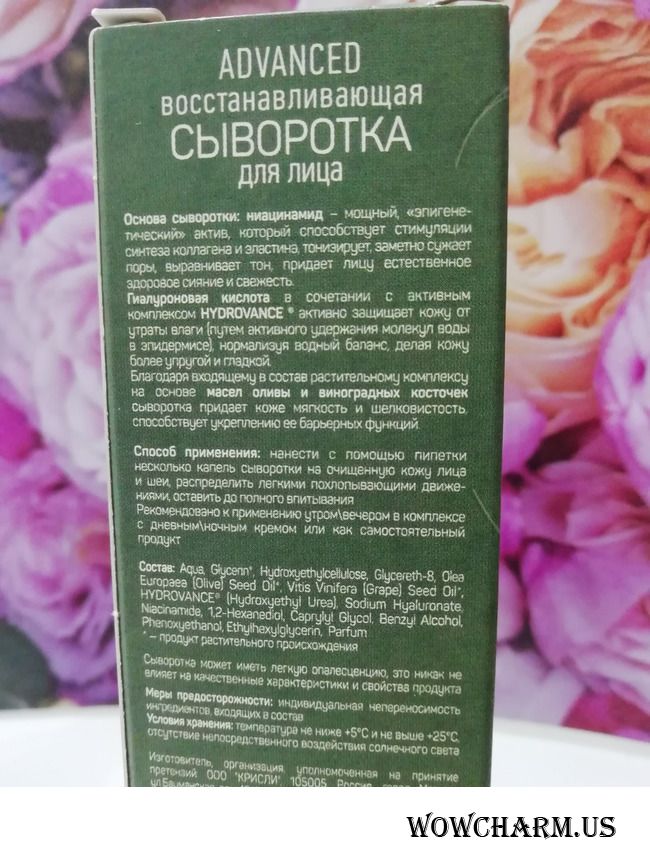 ADVANCED
восстанавливающая
СЫВОРОТКА
для лица
Основа сыворотки: ниацинамид – мощный, «эпигене-
тический» актив, который способствует стимуляции
синтеза коллагена и эластина, тонизирует, заметно сужает
поры, выравнивает тон, придает лицу естественное
здоровое сияние и свежесть.
Гиалуроновая кислота в сочетании с активным
комплексом HYDROVANCE ® активно защищает кожу от
утраты влаги (путем активного удержания молекул воды
в эпидермисе), нормализуя водный баланс, делая кожу
более упругой и гладкой.
Благодаря входящему в состав растительному комплексу
на основе масел оливы и виноградных косточек
сыворотка придает коже мягкость и шелковистость,
способствует укреплению ее барьерных функций.
Способ применения: нанести с помощью пипетки
несколько капель сыворотки на очищенную кожу лица
и шеи, распределить легкими похлопывающими движе-
ниями, оставить до полного впитывания
Рекомендовано к применению утром\вечером в комплексе
с дневным\ночным кремом или как самостоятельный
продукт
Состав: Aqua, Glycerin*, Hydroxyethylcellulose, Glycereth-8, Olea
Europaea (Olive) Seed Oil*, Vitis Vinifera (Grape) Seed Oil*,
HYDROVANCE® (Hydroxyethyl Urea), Sodium Hyaluronate,
Niacinamide, 1,2-Hexanediol, Caprylyl Glycol, Benzyl Alcohol,
Phenoxyethanol, Ethylhexylglycerin, Parfum
* – продукт растительного происхождения
Сыворотка может иметь легкую опалесценцию, это никак не
влияет на качественные характеристики и свойства продукта
Меры предосторожности: индивидуальная непереносимость
ингредиентов, входящих в состав
Условия хранения: температура не ниже +5°C и не выше +25°C,
отсутствие непосредственного воздействия солнечного света
Изготовитель, организация, уполномоченная на принятие
претензий ООО "КРИСЛИ", 105005, Россия, город
WOWCHARM.US